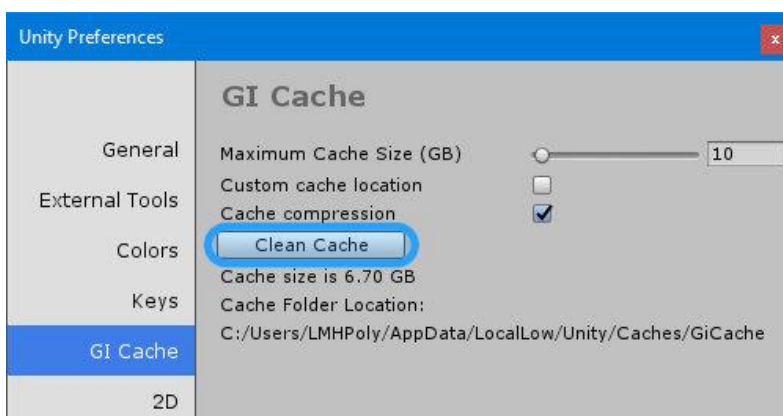 Unity Preferences
x
GI Cache
General
External Tools
Colors
Keys
GI Cache
2D
Maximum Cache Size (GB) 10
Custom cache location
Cache compression
Clean Cache
Cache size is 6.70 GB
Cache Folder Location:
C:/Users/LMHPoly/AppData/LocalLow/Unity/Caches/GiCache